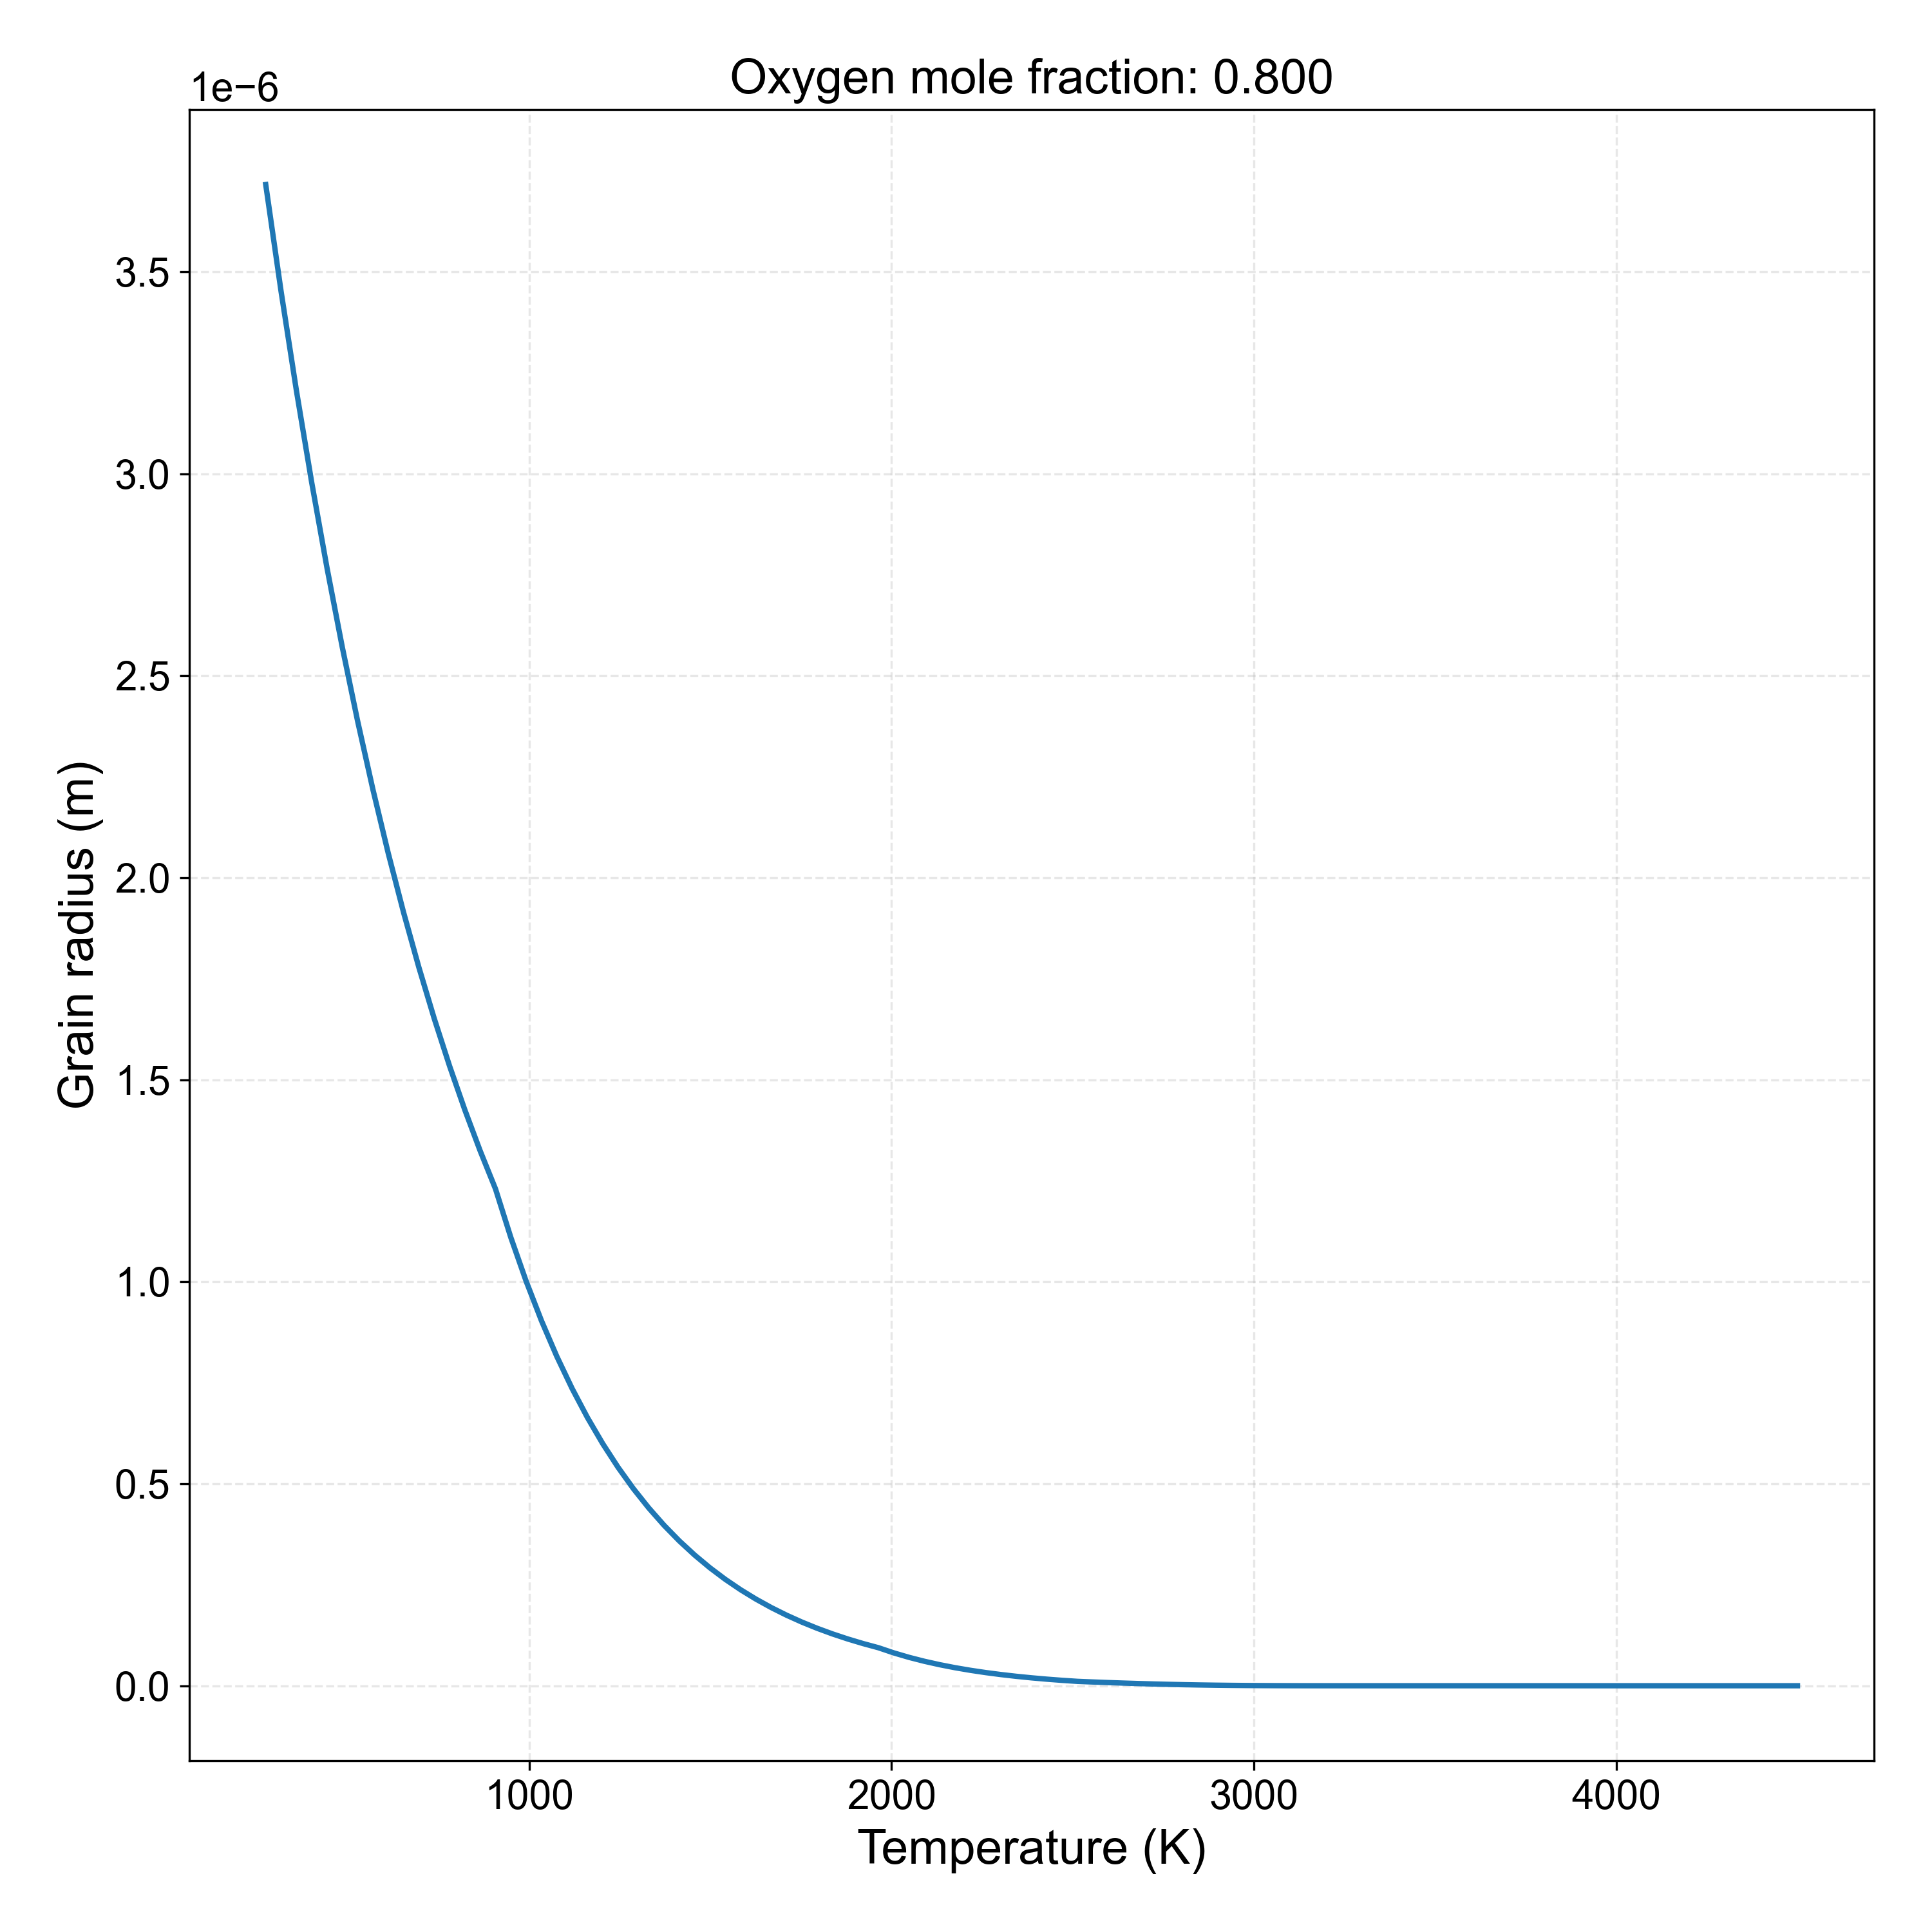 Oxygen mole fraction: 0.800
1e−6
3.5
3.0
2.5
2.0
1.5
1.0
0.5
0.0
Grain radius (m)
1000 2000 3000 4000
Temperature (K)